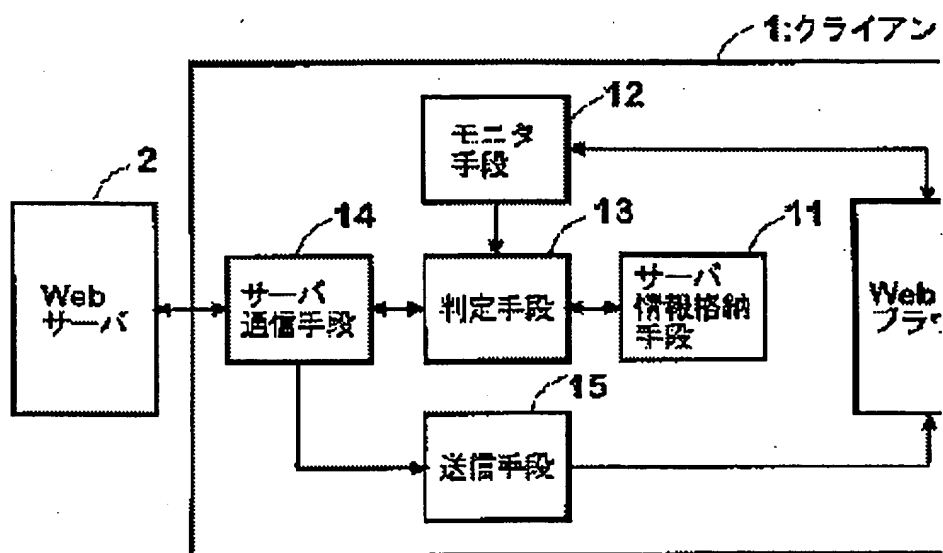 1:クライアン
12
モニタ
手段
2
14
13
11
Web
サーバ
サーバ
通信手段
判定手段
サーバ
情報格納
手段
Web
ブラ
15
送信手段